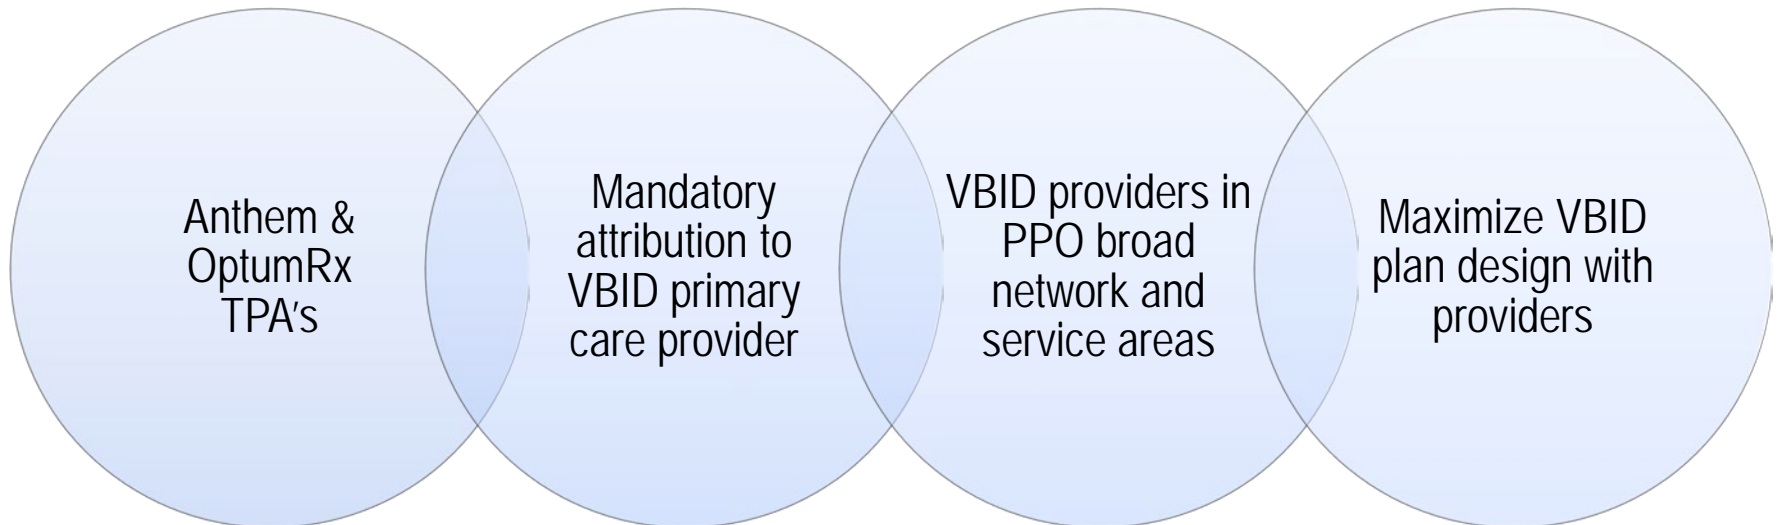 Anthem &
OptumRx
TPA's
Mandatory
attribution to
VBID primary
care provider
VBID providers in
PPO broad
network and
service areas
Maximize VBID
plan design with
providers